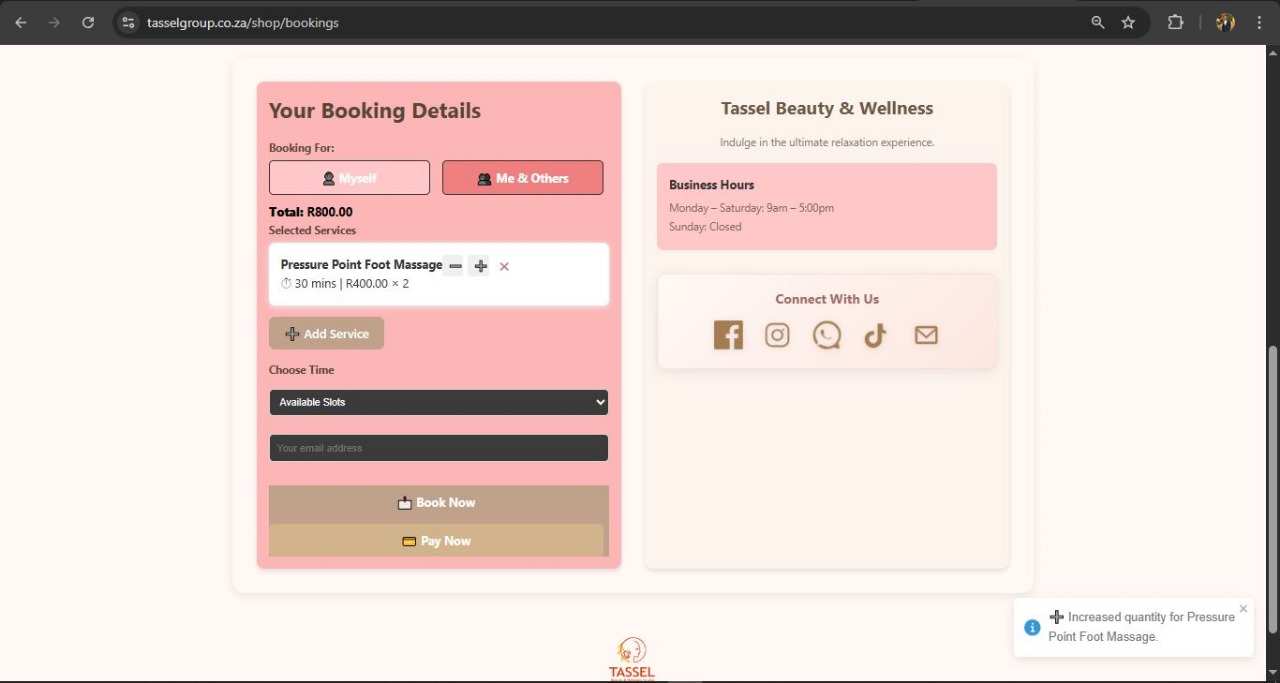 tasselgroup.co.za/shop/bookings
Your Booking Details
Booking For:
Myself
Me & Others
Total: R800.00
Selected Services
Pressure Point Foot Massage
30 mins | R400.00 × 2
Add Service
Choose Time
Available Slots
Your email address
Book Now
Pay Now
Tassel Beauty & Wellness
Indulge in the ultimate relaxation experience.
Business Hours
Monday – Saturday: 9am – 5:00pm
Sunday: Closed
Connect With Us
Increased quantity for Pressure
Point Foot Massage.
TASSEL